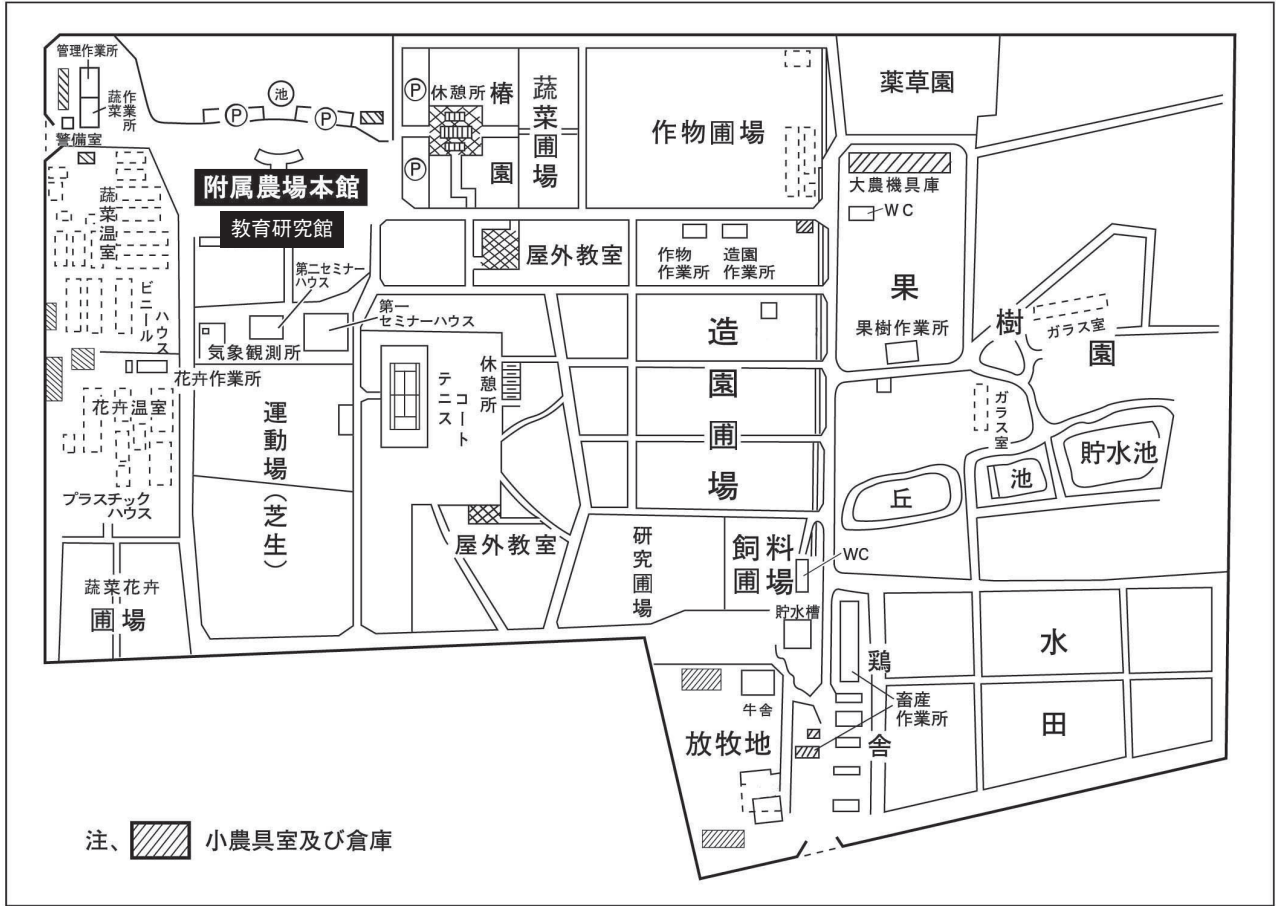 管理作業所
蔬菜
作業所
警備室
池
P
P
P
P
休憩所
椿園
蔬菜圃場
作物圃場
薬草園
大農機具庫
WC
附属農場本館
教育研究館
蔬菜温室
ビニール
ハウス
第二セミナー
ハウス
第一
セミナーハウス
気象観測所
屋外教室
作物
作業所
造園
作業所
果樹園
果樹作業所
ガラス室
ガラス室
造園圃場
花卉作業所
花卉温室
運動場(芝生)
テニス
コート
休憩所
プラスチック
ハウス
蔬菜花卉
圃場
屋外教室
研究圃場
飼料
圃場
WC
貯水槽
丘
池
貯水池
水田
鶏舎
畜産
作業所
牛舎
放牧地
注、
小農具室及び倉庫